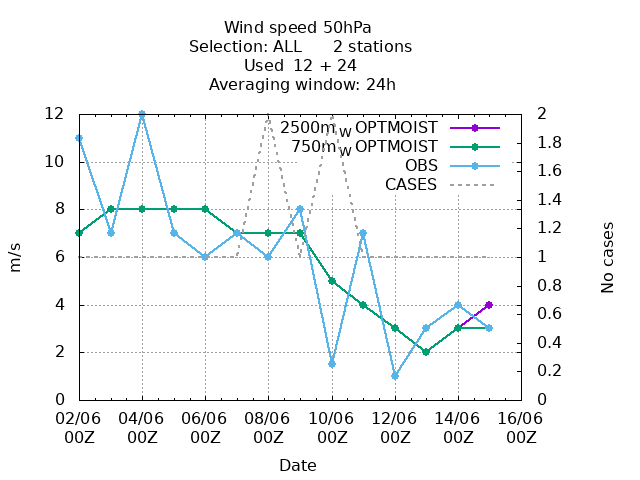 Wind speed 50hPa
Selection: ALL 2 stations
Used 12 + 24
Averaging window: 24h
2500m_W OPTMOIST
750m_W OPTMOIST
OBS
CASES
m/s
12
10
8
6
4
2
0
No cases
2
1.8
1.6
1.4
1.2
1
0.8
0.6
0.4
0.2
0
02/06 04/06 06/06 08/06 10/06 12/06 14/06 16/06
00Z 00Z 00Z 00Z 00Z 00Z 00Z 00Z
Date